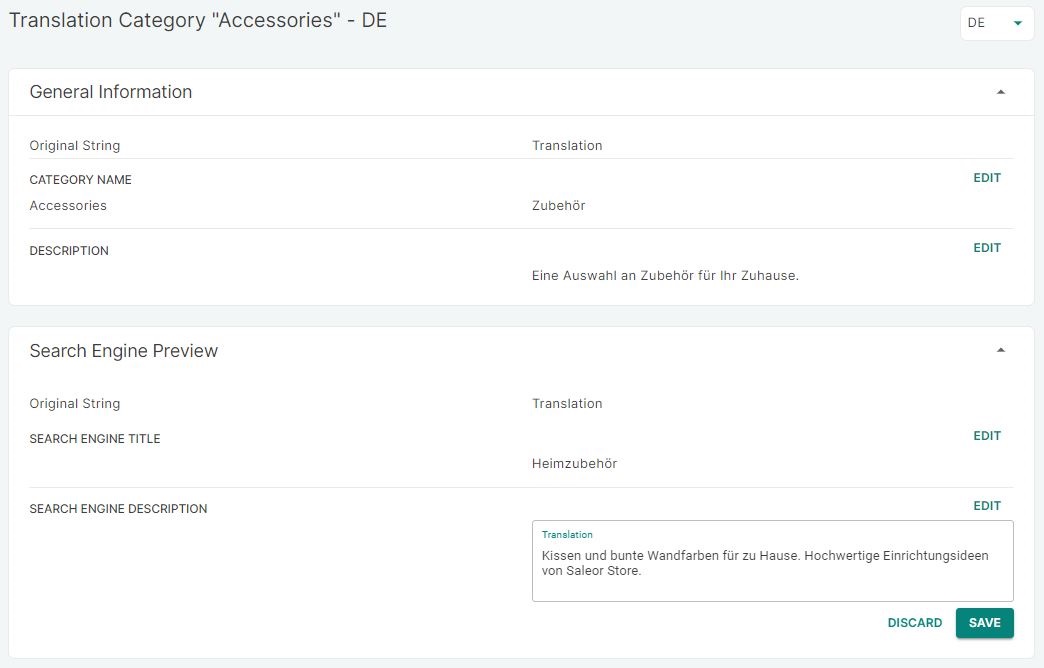 Translation Category "Accessories" - DE
DE
General Information
Original String
Translation
CATEGORY NAME
EDIT
Accessories
Zubehör
DESCRIPTION
EDIT
Eine Auswahl an Zubehör für Ihr Zuhause.
Search Engine Preview
Original String
Translation
SEARCH ENGINE TITLE
EDIT
Heimzubehör
SEARCH ENGINE DESCRIPTION
EDIT
Translation
Kissen und bunte Wandfarben für zu Hause. Hochwertige Einrichtungsideen
von Saleor Store.
DISCARD
SAVE